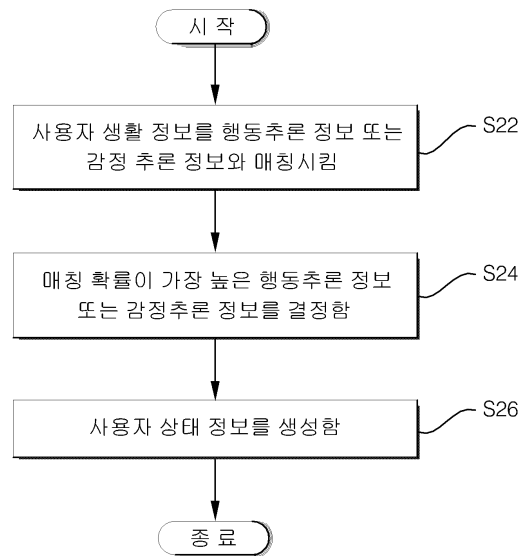 시 작
사용자 생활 정보를 행동추론 정보 또는
감정 추론 정보와 매칭시킴
S22
매칭 확률이 가장 높은 행동추론 정보
또는 감정추론 정보를 결정함
S24
사용자 상태 정보를 생성함
S26
종 료